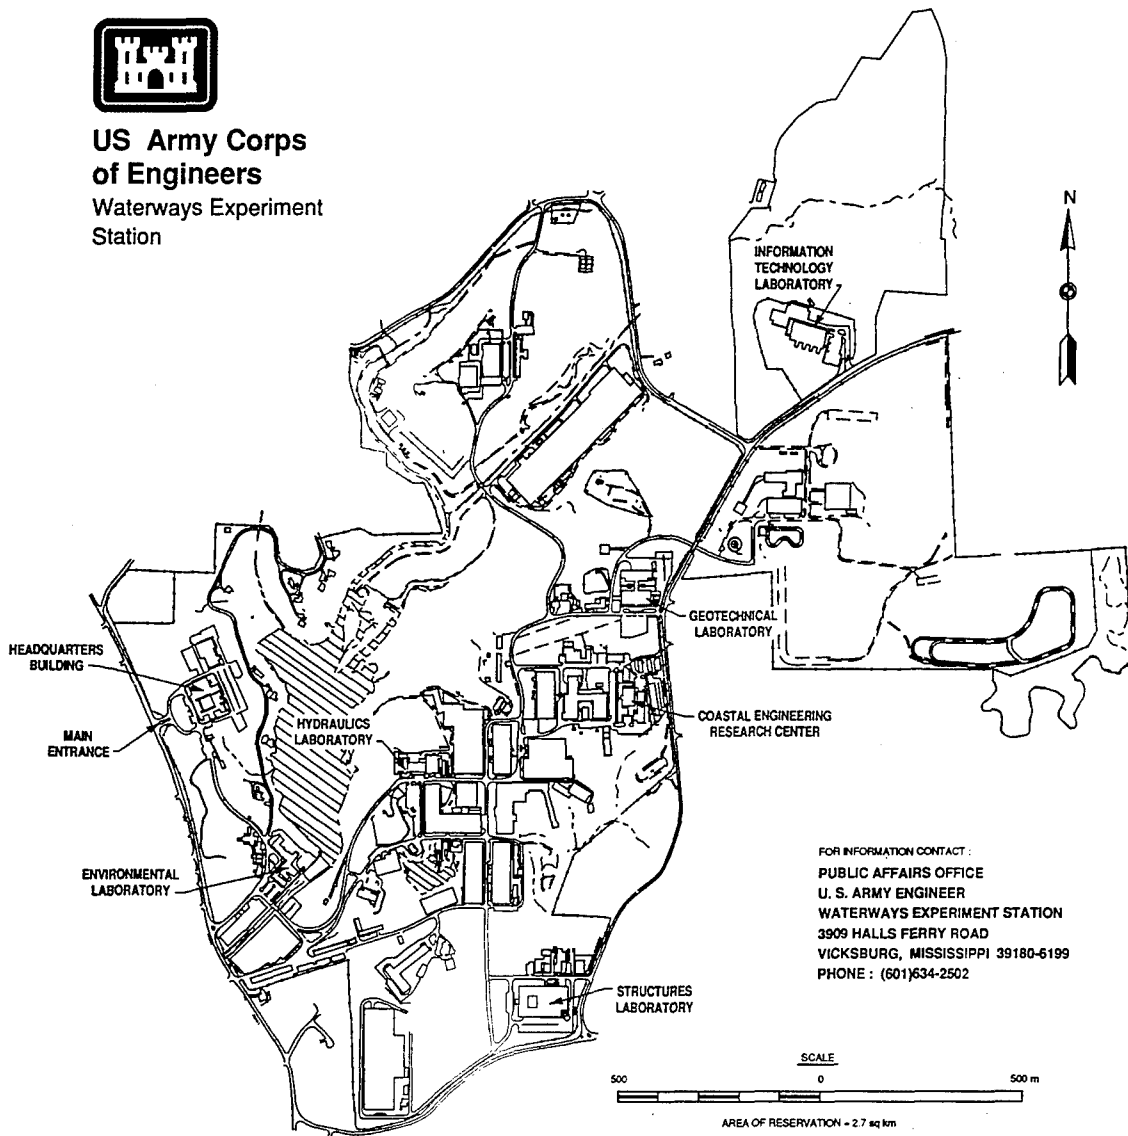 US Army Corps
of Engineers
Waterways Experiment
Station
N
INFORMATION
TECHNOLOGY
LABORATORY
GEOTECHNICAL
LABORATORY
HEADQUARTERS
BUILDING
MAIN
ENTRANCE
HYDRAULICS
LABORATORY
COASTAL ENGINEERING
RESEARCH CENTER
ENVIRONMENTAL
LABORATORY
STRUCTURES
LABORATORY
FOR INFORMATION CONTACT :
PUBLIC AFFAIRS OFFICE
U. S. ARMY ENGINEER
WATERWAYS EXPERIMENT STATION
3909 HALLS FERRY ROAD
VICKSBURG, MISSISSIPPI 39180-6199
PHONE : (601)634-2502
SCALE
500 0 500 m
AREA OF RESERVATION = 2.7 sq km